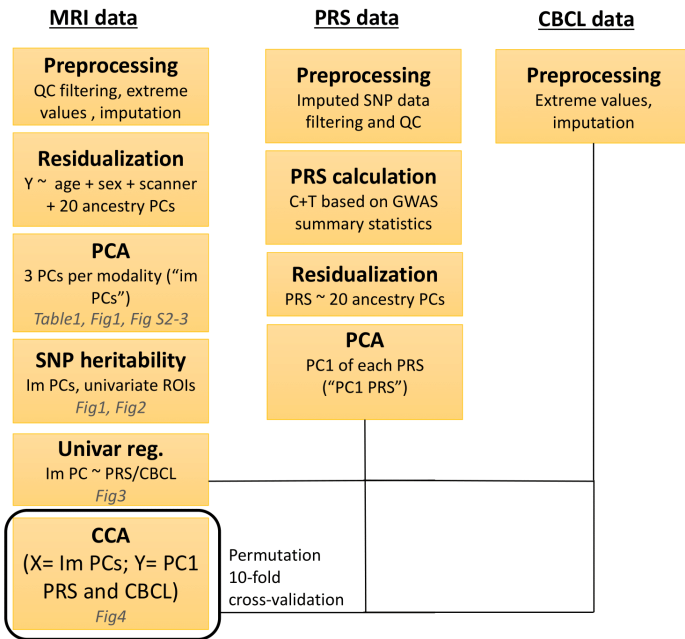 MRI data
Preprocessing
QC filtering, extreme
values , imputation
Residualization
Y ~ age + sex + scanner
+ 20 ancestry PCs
PCA
3 PCs per modality (“im
PCs”)
Table1, Fig1, Fig S2-3
SNP heritability
Im PCs, univariate ROIs
Fig1, Fig2
Univar reg.
Im PC ~ PRS/CBCL
Fig3
CCA
(X= Im PCs; Y= PC1
PRS and CBCL)
Fig4
PRS data
Preprocessing
Imputed SNP data
filtering and QC
PRS calculation
C+T based on GWAS
summary statistics
Residualization
PRS ~ 20 ancestry PCs
PCA
PC1 of each PRS
(“PC1 PRS”)
Permutation
10-fold
cross-validation
CBCL data
Preprocessing
Extreme values,
imputation